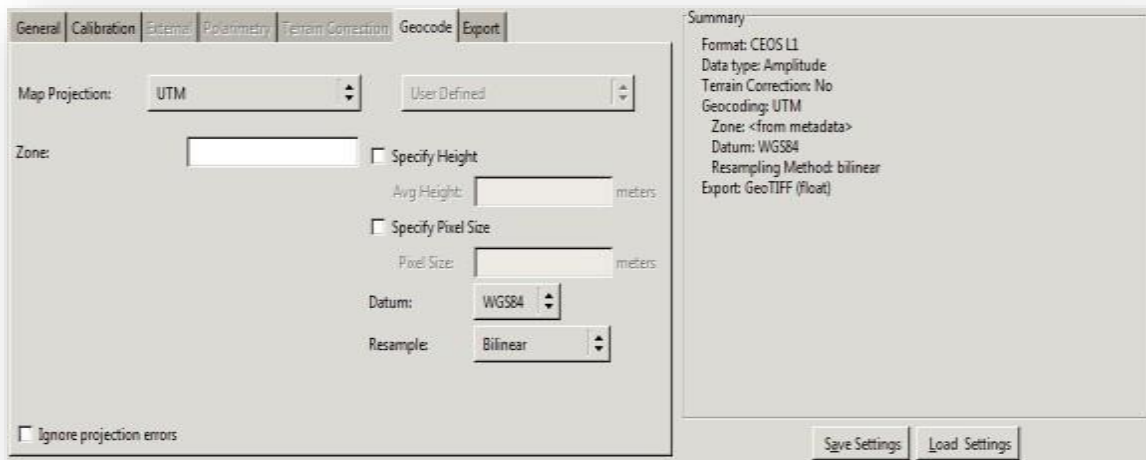 General Calibration External Polarimetry Terrain Correction Geocode Export
Map Projection: UTM User Defined
Zone:
Specify Height
Avg Height: meters
Specify Pixel Size
Pixel Size: meters
Datum: WGS84
Resample: Bilinear
Ignore projection errors
Summary
Format: CEOS L1
Data type: Amplitude
Terrain Correction: No
Geocoding: UTM
Zone: <from metadata>
Datum: WGS84
Resampling Method: bilinear
Export: GeoTIFF (float)
Save Settings Load Settings